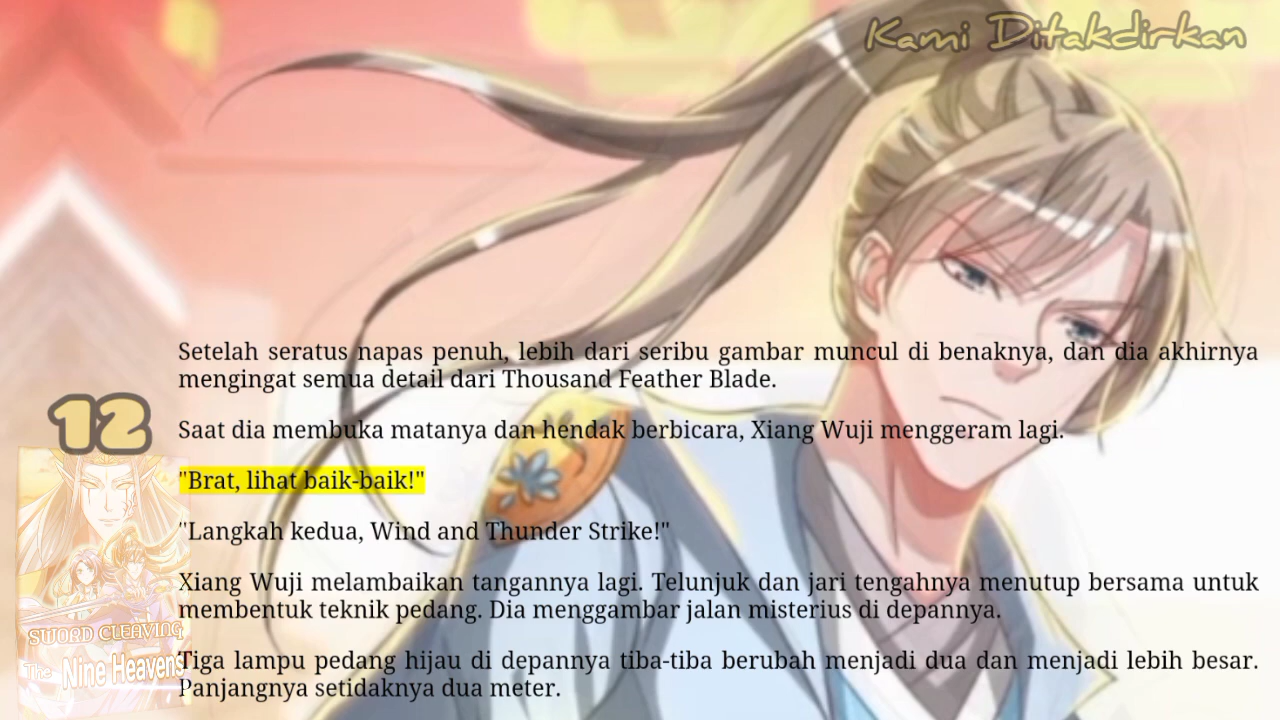 Kami Ditakdirkan
Setelah seratus napas penuh, lebih dari seribu gambar muncul di benaknya, dan dia akhirnya
mengingat semua detail dari Thousand Feather Blade.
12
Saat dia membuka matanya dan hendak berbicara, Xiang Wuji menggeram lagi.
"Brat, lihat baik-baik!"
"Langkah kedua, Wind and Thunder Strike!"
Xiang Wuji melambaikan tangannya lagi. Telunjuk dan jari tengahnya menutup bersama untuk
membentuk teknik pedang. Dia menggambar jalan misterius di depannya.
SWORD CLEAVING
The Nine Heavens
Tiga lampu pedang hijau di depannya tiba-tiba berubah menjadi dua dan menjadi lebih besar.
Panjangnya setidaknya dua meter.